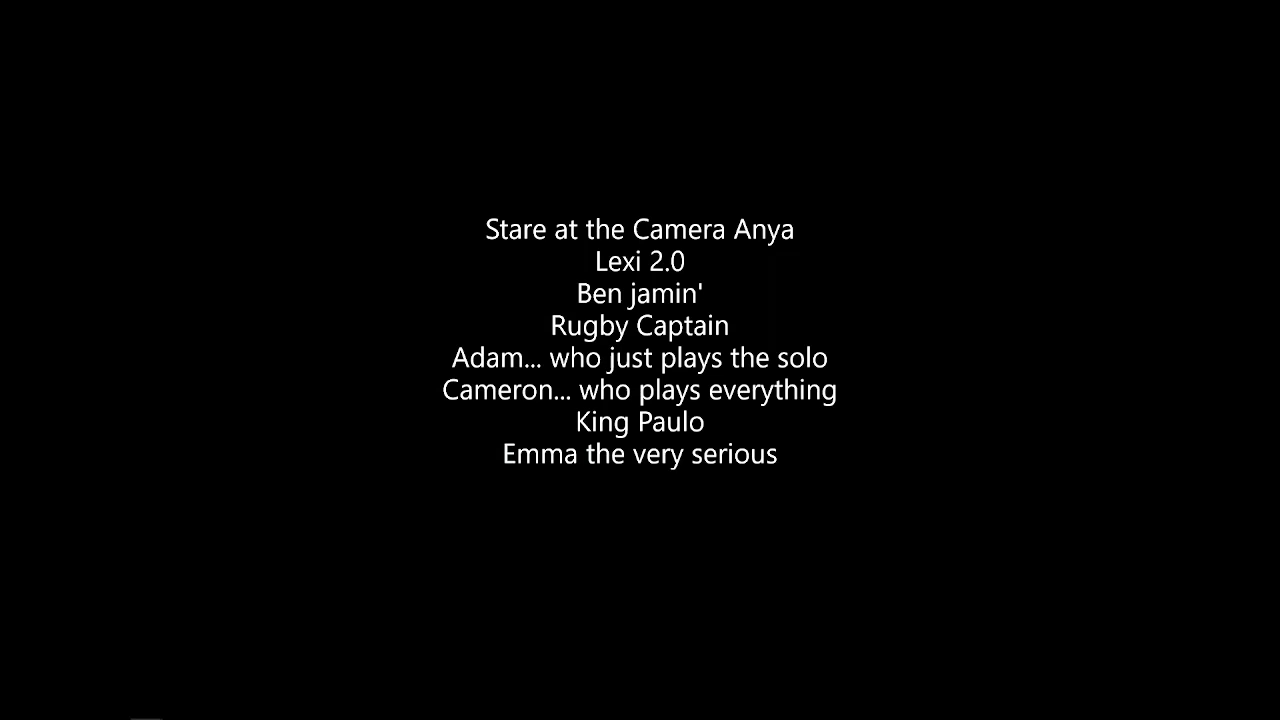 Stare at the Camera Anya
Lexi 2.0
Ben jamin'
Rugby Captain
Adam... who just plays the solo
Cameron... who plays everything
King Paulo
Emma the very serious